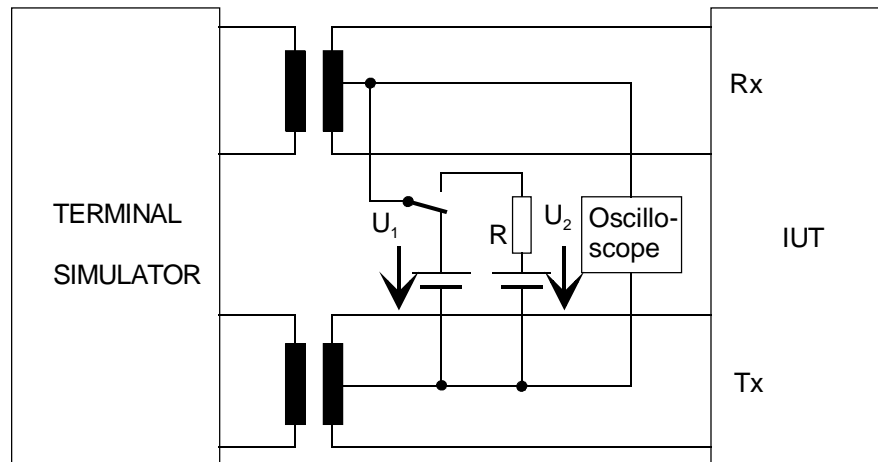 Rx
TERMINAL
SIMULATOR
U1
R
U2
Oscillo-
scope
IUT
Tx